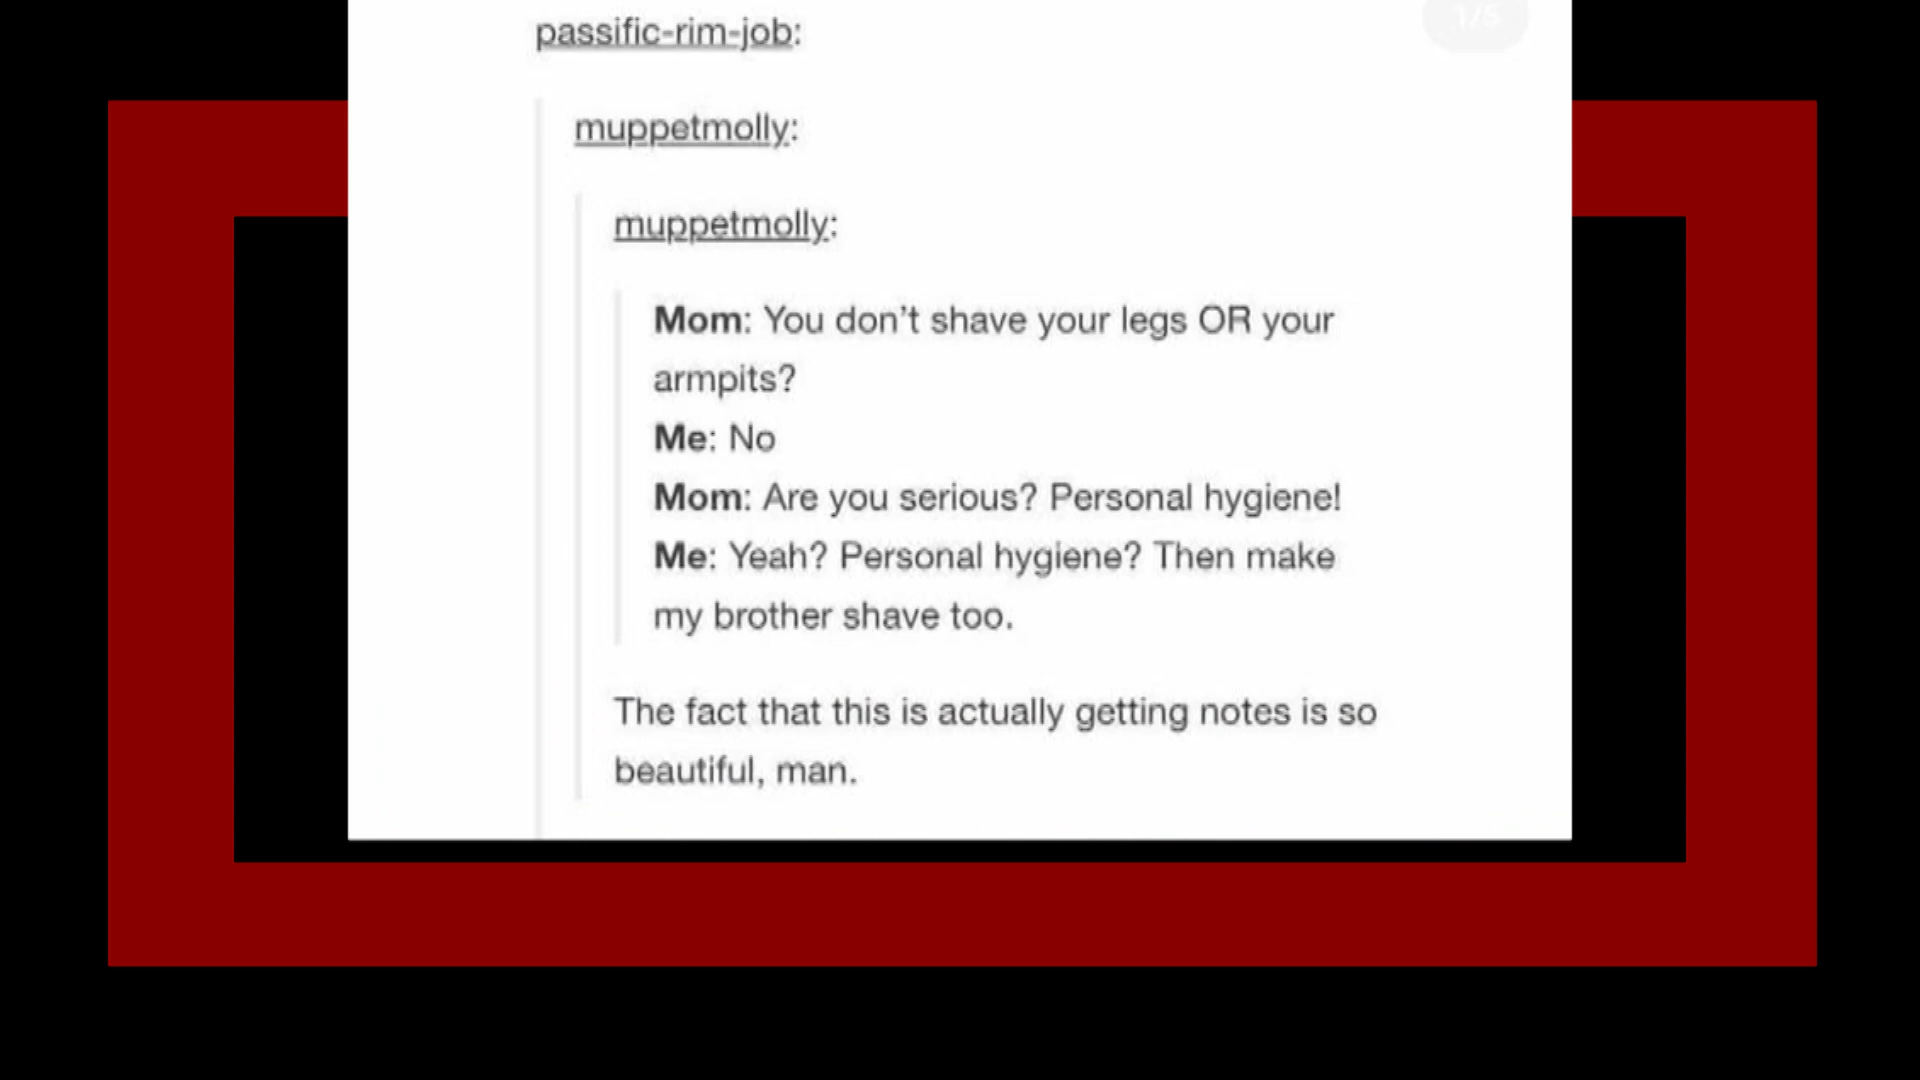 1/5
passific-rim-job:
muppetmolly:
muppetmolly:
Mom: You don’t shave your legs OR your
armpits?
Me: No
Mom: Are you serious? Personal hygiene!
Me: Yeah? Personal hygiene? Then make
my brother shave too.
The fact that this is actually getting notes is so
beautiful, man.